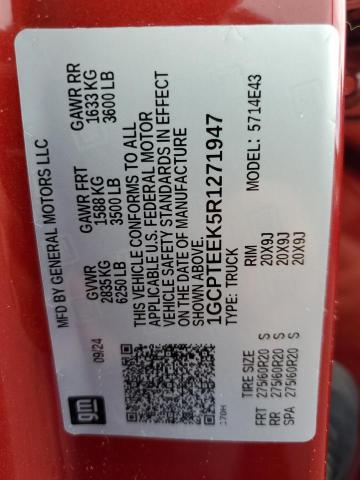 MFD BY GENERAL MOTORS LLC
09/24 GVWR GAWR FRT GAWR RR
2835 KG 1588 KG 1633 KG
6250 LB 3500 LB 3600 LB
THIS VEHICLE CONFORMS TO ALL
APPLICABLE U.S. FEDERAL MOTOR
VEHICLE SAFETY STANDARDS IN EFFECT
ON THE DATE OF MANUFACTURE
SHOWN ABOVE.
1GCPTEEK5R1271947
TYPE: TRUCK MODEL: 5714E43
170H
TIRE SIZE RIM
FRT 275/60R20 S 20X9J
RR 275/60R20 S 20X9J
SPA 275/60R20 S 20X9J
gm